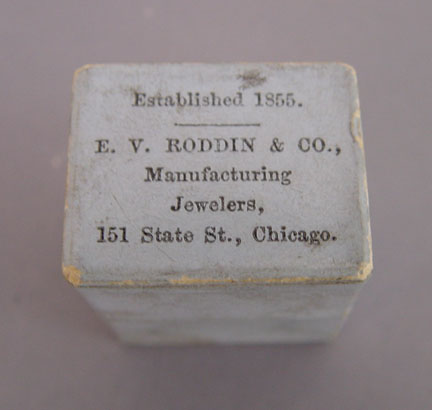 Established 1855.
E. V. RODDIN & CO.,
Manufacturing
Jewelers,
151 State St., Chicago.